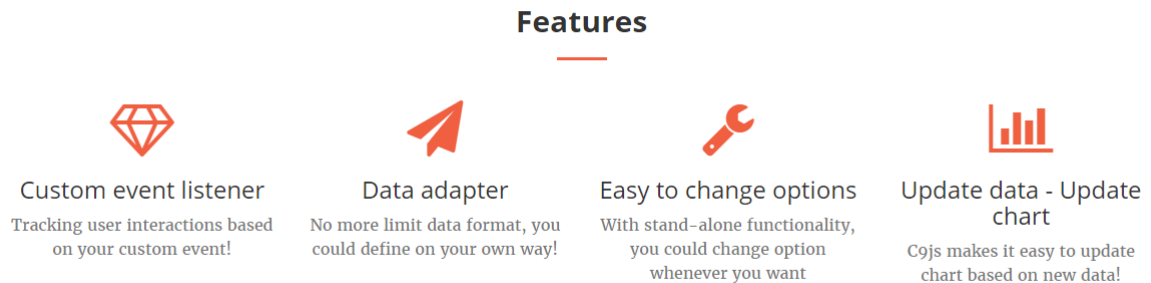 Features
Custom event listener
Tracking user interactions based
on your custom event!
Data adapter
No more limit data format, you
could define on your own way!
Easy to change options
With stand-alone functionality,
you could change option
whenever you want
Update data - Update
chart
C9js makes it easy to update
chart based on new data!